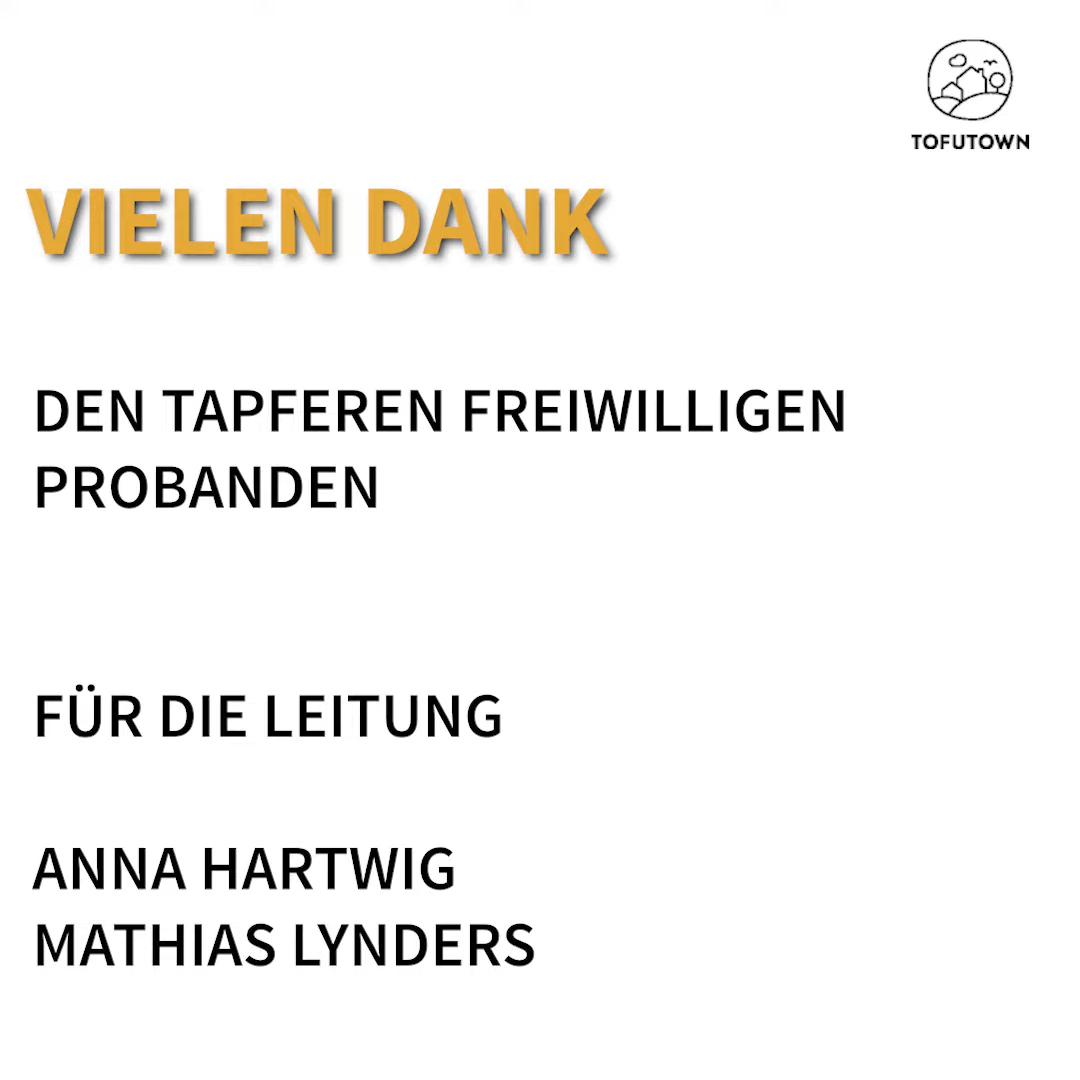 TOFUTOWN
VIELEN DANK
DEN TAPFEREN FREIWILLIGEN
PROBANDEN
FÜR DIE LEITUNG
ANNA HARTWIG
MATHIAS LYNDERS